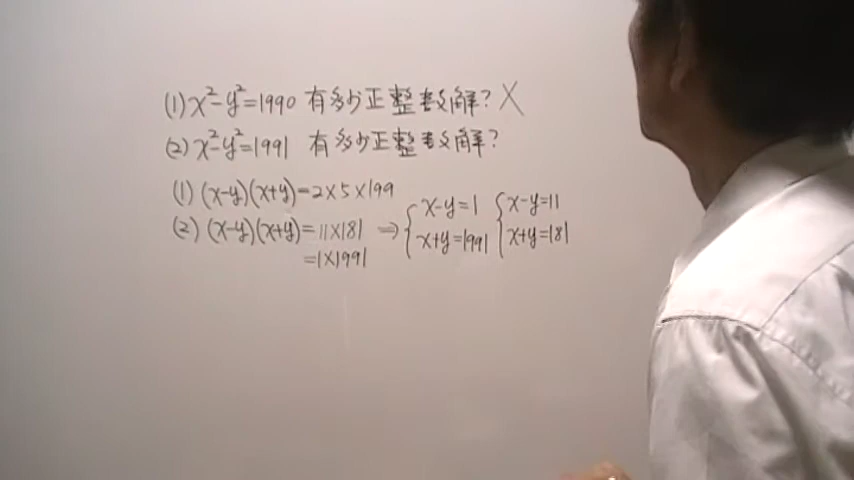 (1) x²-y²=1990 有多少正整數解? X
(2) x²-y²=1991 有多少正整數解?
(1) (x-y)(x+y)=2×5×199
(2) (x-y)(x+y)=11×181 ⇒ { x-y=1 { x-y=11
=1×1991 x+y=1991 x+y=181